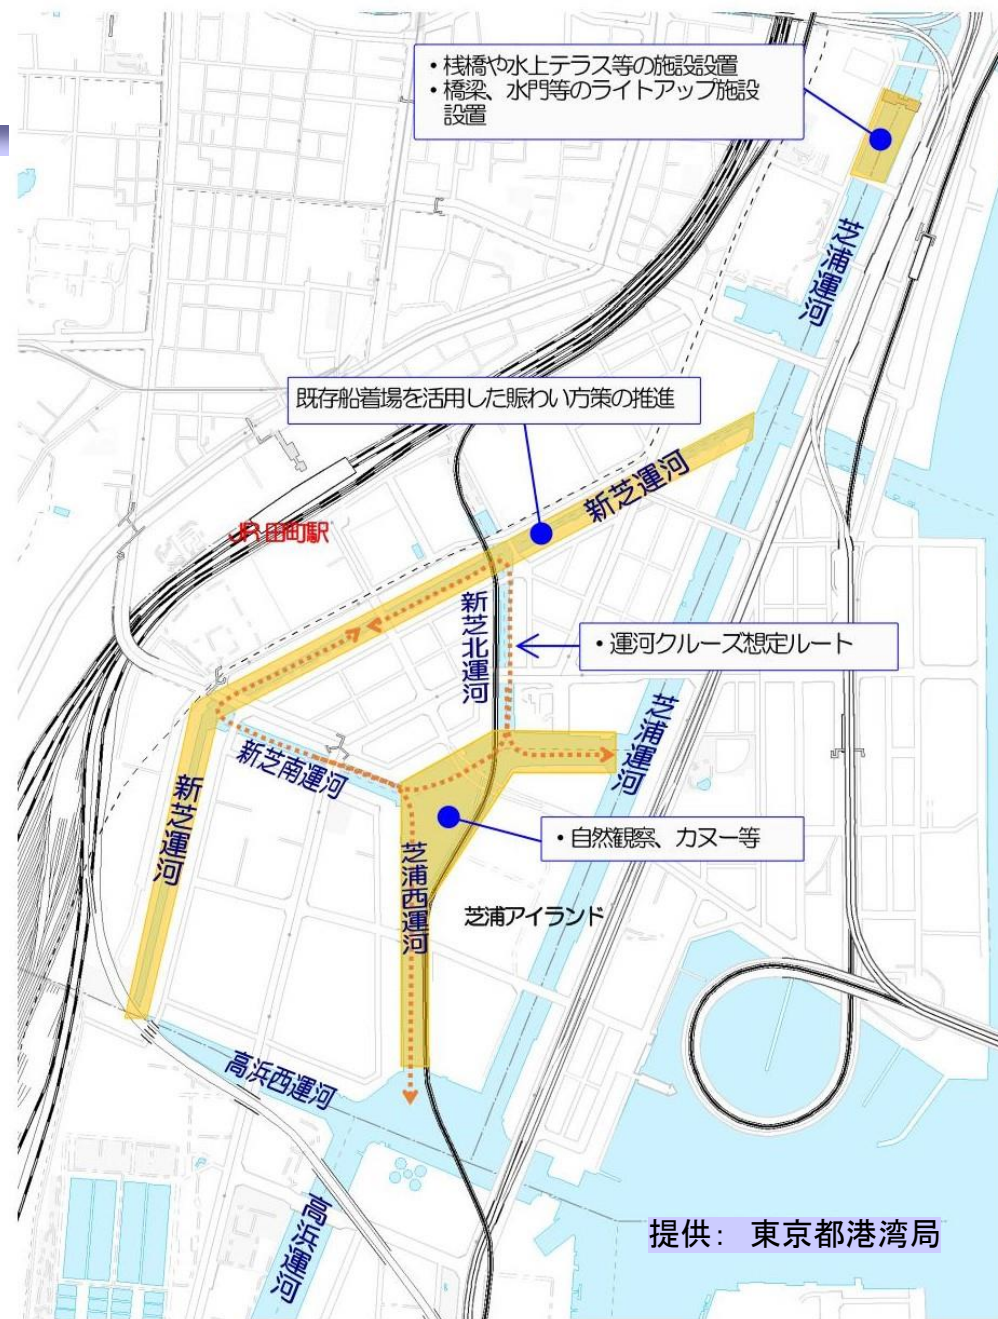 ・桟橋や水上テラス等の施設設置
・橋梁、水門等のライトアップ施設
設置
芝浦運河
既存船着場を活用した賑わい方策の推進
新芝運河
JR田町駅
新芝北運河
・運河クルーズ想定ルート
芝浦運河
新芝南運河
新芝運河
・自然観察、カヌー等
芝浦西運河
芝浦アイランド
高浜西運河
高浜運河
提供： 東京都港湾局